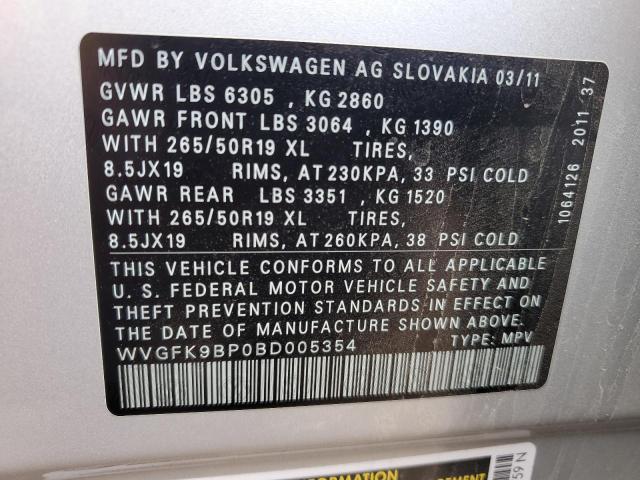 MFD BY VOLKSWAGEN AG SLOVAKIA 03/11
GVWR LBS 6305 , KG 2860
GAWR FRONT LBS 3064 , KG 1390
WITH 265/50R19 XL TIRES,
8.5JX19 RIMS, AT 230KPA, 33 PSI COLD
GAWR REAR LBS 3351 , KG 1520
WITH 265/50R19 XL TIRES,
8.5JX19 RIMS, AT 260KPA, 38 PSI COLD
THIS VEHICLE CONFORMS TO ALL APPLICABLE
U. S. FEDERAL MOTOR VEHICLE SAFETY AND
THEFT PREVENTION STANDARDS IN EFFECT ON
THE DATE OF MANUFACTURE SHOWN ABOVE.
WVGFK9BP0BD005354 TYPE: MPV
1064126 2011 37